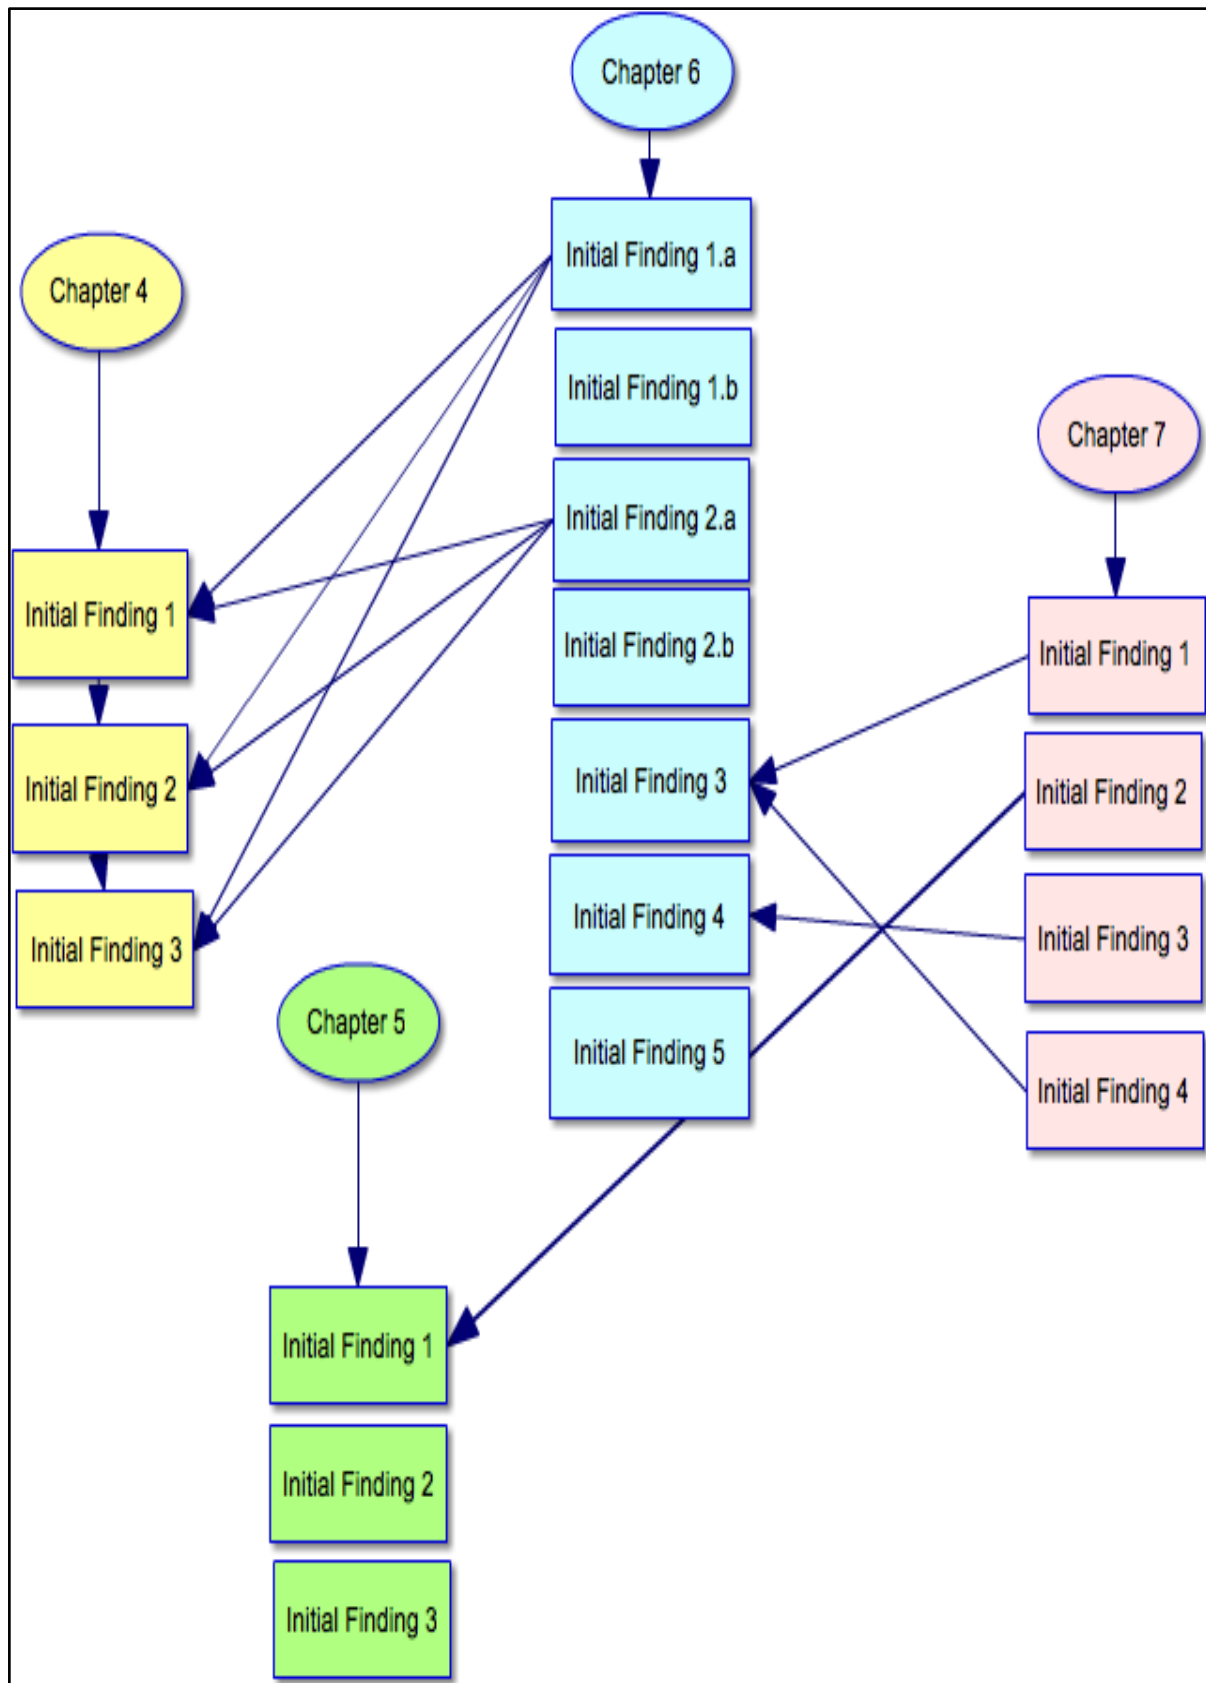 Chapter 6
Initial Finding 1.a
Initial Finding 1.b
Initial Finding 2.a
Initial Finding 2.b
Initial Finding 3
Initial Finding 4
Initial Finding 5
Chapter 4
Initial Finding 1
Initial Finding 2
Initial Finding 3
Chapter 7
Initial Finding 1
Initial Finding 2
Initial Finding 3
Initial Finding 4
Chapter 5
Initial Finding 1
Initial Finding 2
Initial Finding 3